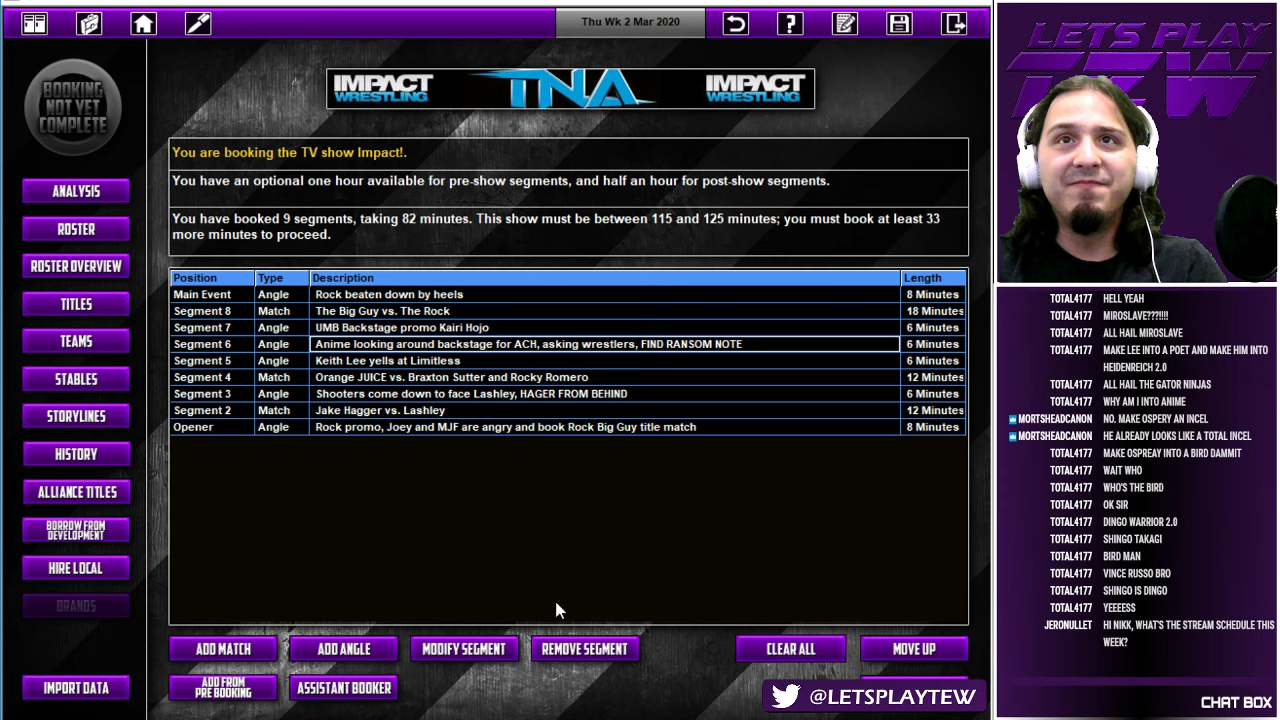 Thu Wk 2 Mar 2020
LETS PLAY
TEW
BOOKING
NOT YET
COMPLETE
IMPACT
WRESTLING
TNA
IMPACT
WRESTLING
You are booking the TV show Impact!.
You have an optional one hour available for pre-show segments, and half an hour for post-show segments.
You have booked 9 segments, taking 82 minutes. This show must be between 115 and 125 minutes; you must book at least 33
more minutes to proceed.
ANALYSIS
ROSTER
ROSTER OVERVIEW
TITLES
TEAMS
STABLES
STORYLINES
HISTORY
ALLIANCE TITLES
BORROW FROM
DEVELOPMENT
HIRE LOCAL
BRANDS
IMPORT DATA
Position Type Description Length
Main Event Angle Rock beaten down by heels 8 Minutes
Segment 8 Match The Big Guy vs. The Rock 18 Minutes
Segment 7 Angle UMB Backstage promo Kairi Hojo 6 Minutes
Segment 6 Angle Anime looking around backstage for ACH, asking wrestlers, FIND RANSOM NOTE 6 Minutes
Segment 5 Angle Keith Lee yells at Limitless 6 Minutes
Segment 4 Match Orange JUICE vs. Braxton Sutter and Rocky Romero 12 Minutes
Segment 3 Angle Shooters come down to face Lashley, HAGER FROM BEHIND 6 Minutes
Segment 2 Match Jake Hagger vs. Lashley 12 Minutes
Opener Angle Rock promo, Joey and MJF are angry and book Rock Big Guy title match 8 Minutes
ADD MATCH
ADD ANGLE
MODIFY SEGMENT
REMOVE SEGMENT
CLEAR ALL
MOVE UP
ADD FROM
PRE BOOKING
ASSISTANT BOOKER
@LETSPLAYTEW
TOTAL4177 HELL YEAH
TOTAL4177 MIROSLAVE???!!!!
TOTAL4177 ALL HAIL MIROSLAVE
TOTAL4177 MAKE LEE INTO A POET AND MAKE HIM INTO
HEIDENREICH 2.0
TOTAL4177 ALL HAIL THE GATOR NINJAS
TOTAL4177 WHY AM I INTO ANIME
MORTSHEADCANON NO. MAKE OSPERY AN INCEL
MORTSHEADCANON HE ALREADY LOOKS LIKE A TOTAL INCEL
TOTAL4177 MAKE OSPREAY INTO A BIRD DAMMIT
TOTAL4177 WAIT WHO
TOTAL4177 WHO'S THE BIRD
TOTAL4177 OK SIR
TOTAL4177 DINGO WARRIOR 2.0
TOTAL4177 SHINGO TAKAGI
TOTAL4177 BIRD MAN
TOTAL4177 VINCE RUSSO BRO
TOTAL4177 SHINGO IS DINGO
TOTAL4177 YEEEESS
JERONULLET HI NIKK, WHAT'S THE STREAM SCHEDULE THIS
WEEK?
CHAT BOX